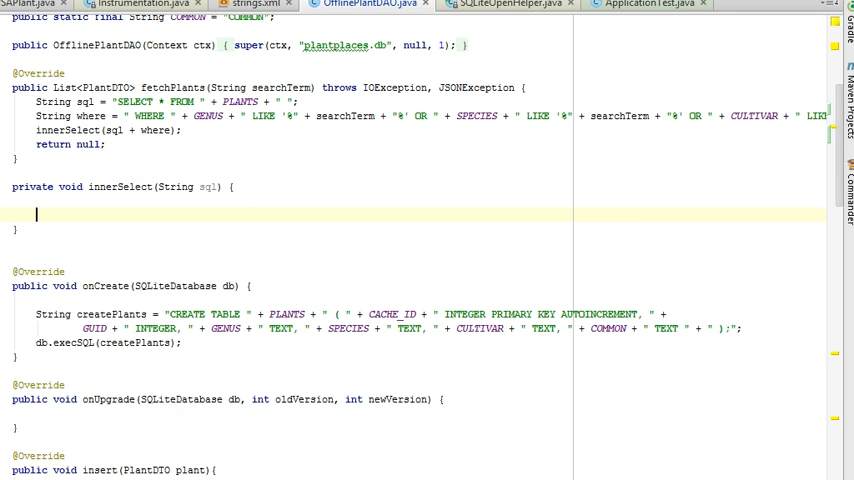 SAPlant.java
Instrumentation.java
strings.xml
OfflinePlantDAO.java
SQLiteOpenHelper.java
ApplicationTest.java
public static final String COMMON = "COMMON";
public OfflinePlantDAO(Context ctx) { super(ctx, "plantplaces.db", null, 1); }
@Override
public List<PlantDTO> fetchPlants(String searchTerm) throws IOException, JSONException {
String sql = "SELECT * FROM " + PLANTS + " ";
String where = " WHERE " + GENUS + " LIKE '%" + searchTerm + "%' OR " + SPECIES + " LIKE '%" + searchTerm + "%' OR " + CULTIVAR + " LIK
innerSelect(sql + where);
return null;
}
private void innerSelect(String sql) {
}
@Override
public void onCreate(SQLiteDatabase db) {
String createPlants = "CREATE TABLE " + PLANTS + " ( " + CACHE_ID + " INTEGER PRIMARY KEY AUTOINCREMENT, " +
GUID + " INTEGER, " + GENUS + " TEXT, " + SPECIES + " TEXT, " + CULTIVAR + " TEXT, " + COMMON + " TEXT " + " );";
db.execSQL(createPlants);
}
@Override
public void onUpgrade(SQLiteDatabase db, int oldVersion, int newVersion) {
}
@Override
public void insert(PlantDTO plant){
Gradle
Maven Projects
Commander